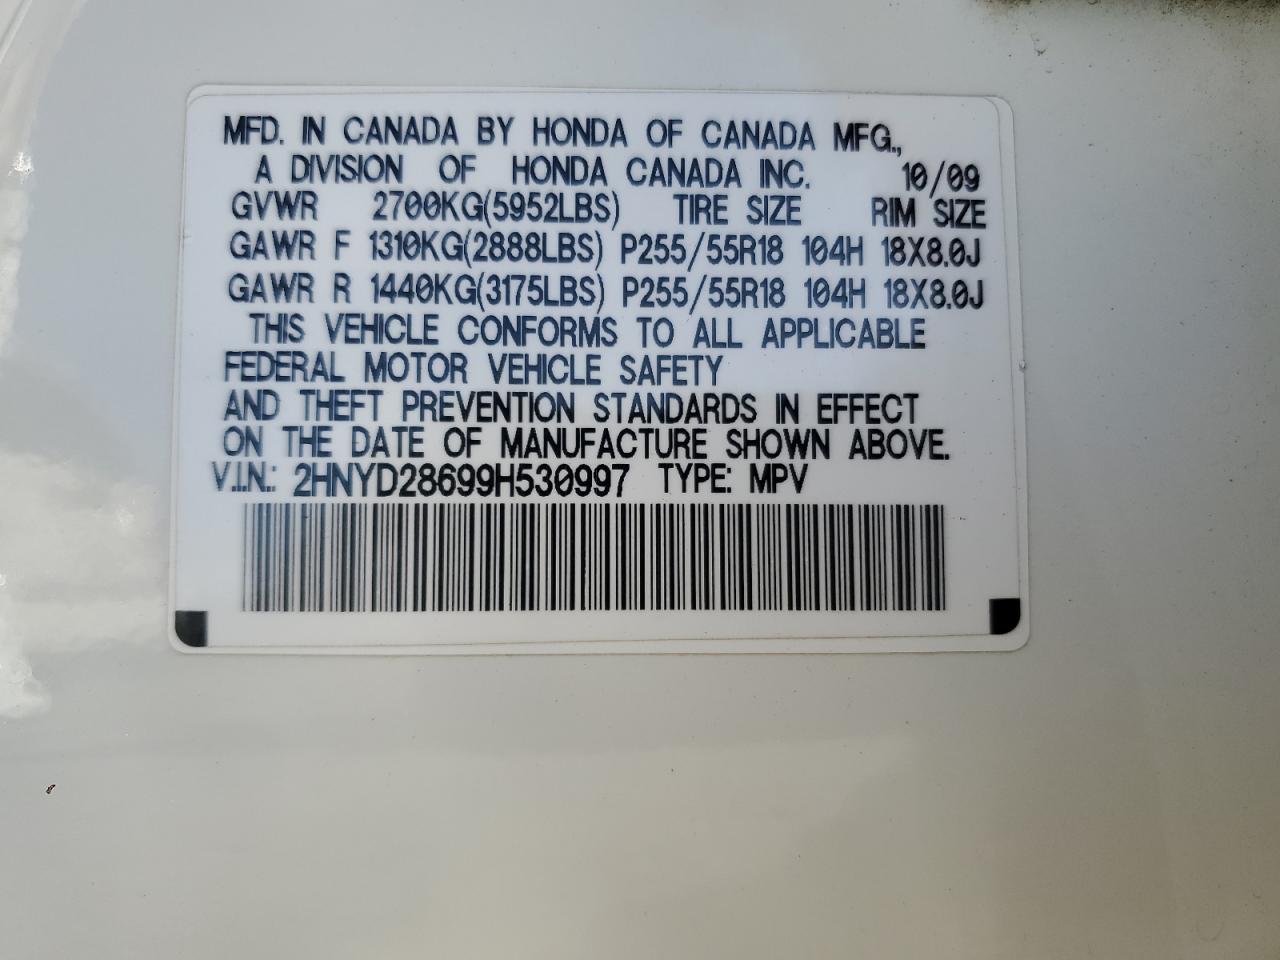 MFD. IN CANADA BY HONDA OF CANADA MFG.,
A DIVISION OF HONDA CANADA INC. 10/09
GVWR 2700KG(5952LBS) TIRE SIZE RIM SIZE
GAWR F 1310KG(2888LBS) P255/55R18 104H 18X8.0J
GAWR R 1440KG(3175LBS) P255/55R18 104H 18X8.0J
THIS VEHICLE CONFORMS TO ALL APPLICABLE
FEDERAL MOTOR VEHICLE SAFETY
AND THEFT PREVENTION STANDARDS IN EFFECT
ON THE DATE OF MANUFACTURE SHOWN ABOVE.
V.I.N.: 2HNYD28699H530997 TYPE: MPV